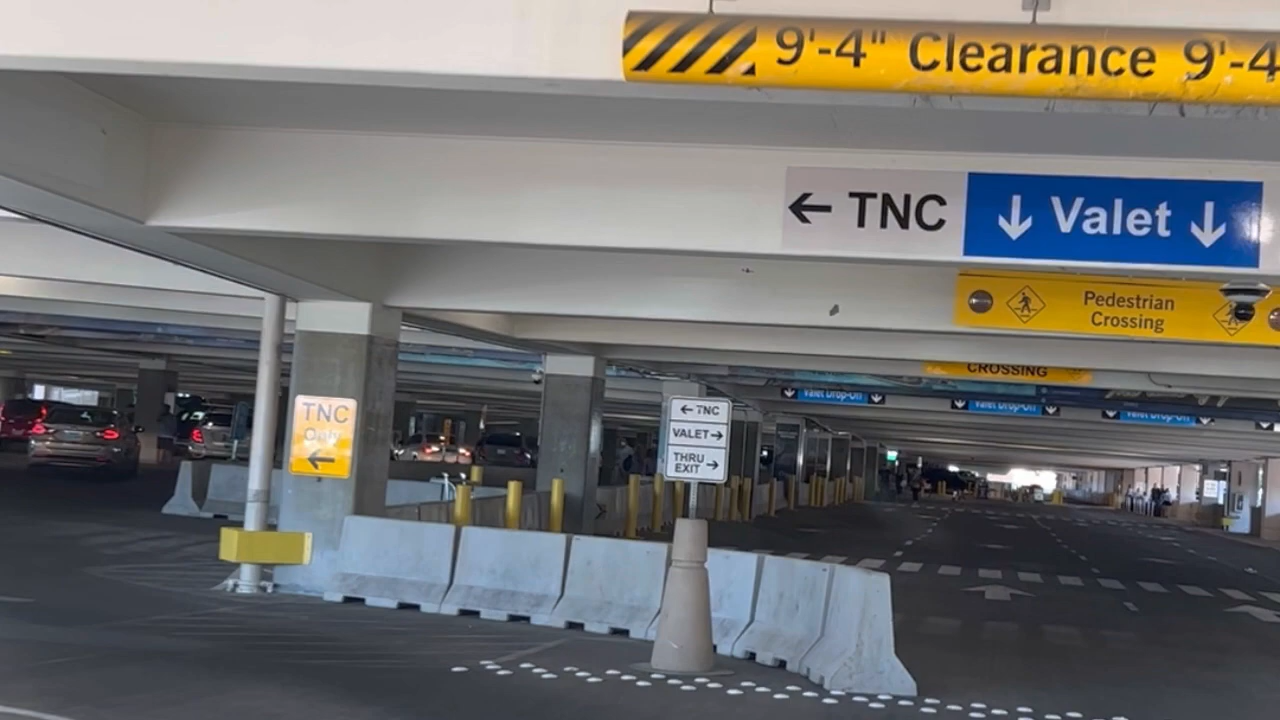 9'-4" Clearance 9'-4
← TNC
↓ Valet ↓
Pedestrian
Crossing
CROSSING
Valet Drop-Off
Valet Drop-Off
Valet Drop-Off
TNC
Only
←
← TNC
VALET →
THRU
EXIT →